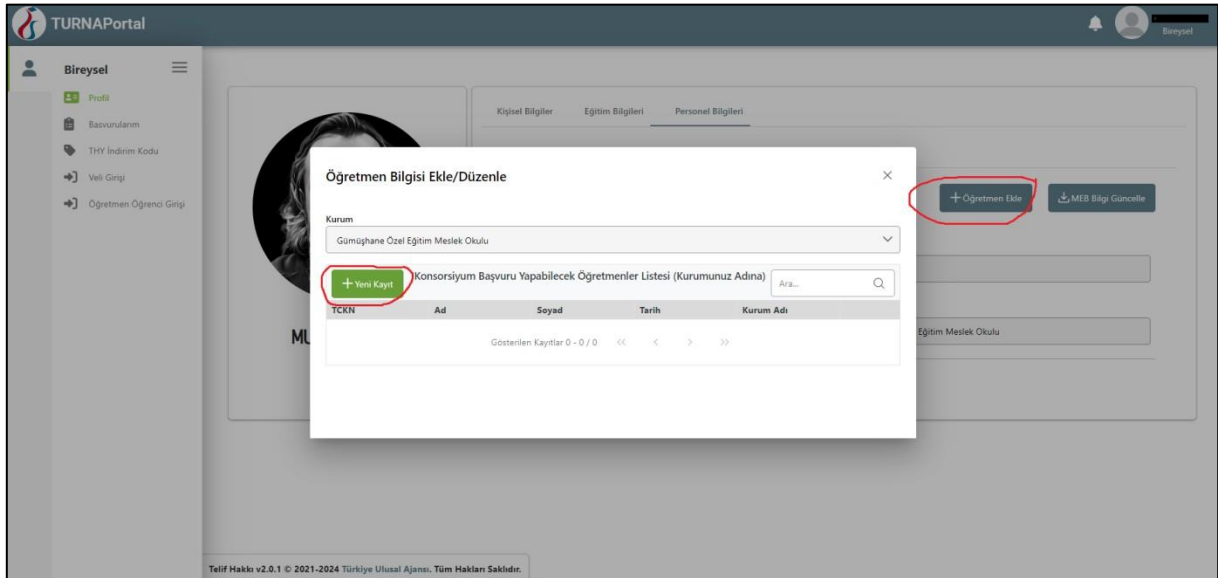 TURNAPortal
Bireysel
Bireysel
Profil
Basvurularım
THY İndirim Kodu
Veli Girişi
Öğretmen Öğrenci Girişi
Kişisel Bilgiler Eğitim Bilgileri Personel Bilgileri
Öğretmen Ekle MEB Bilgi Güncelle
Öğretmen Bilgisi Ekle/Düzenle
Kurum
Gümüşhane Özel Eğitim Meslek Okulu
Yeni Kayıt Konsorsiyum Başvuru Yapabilecek Öğretmenler Listesi (Kurumunuz Adına) Ara...
TCKN Ad Soyad Tarih Kurum Adı
Gösterilen Kayıtlar 0 - 0 / 0
MU
Eğitim Meslek Okulu
Telif Hakkı v2.0.1 © 2021-2024 Türkiye Ulusal Ajansı. Tüm Hakları Saklıdır.